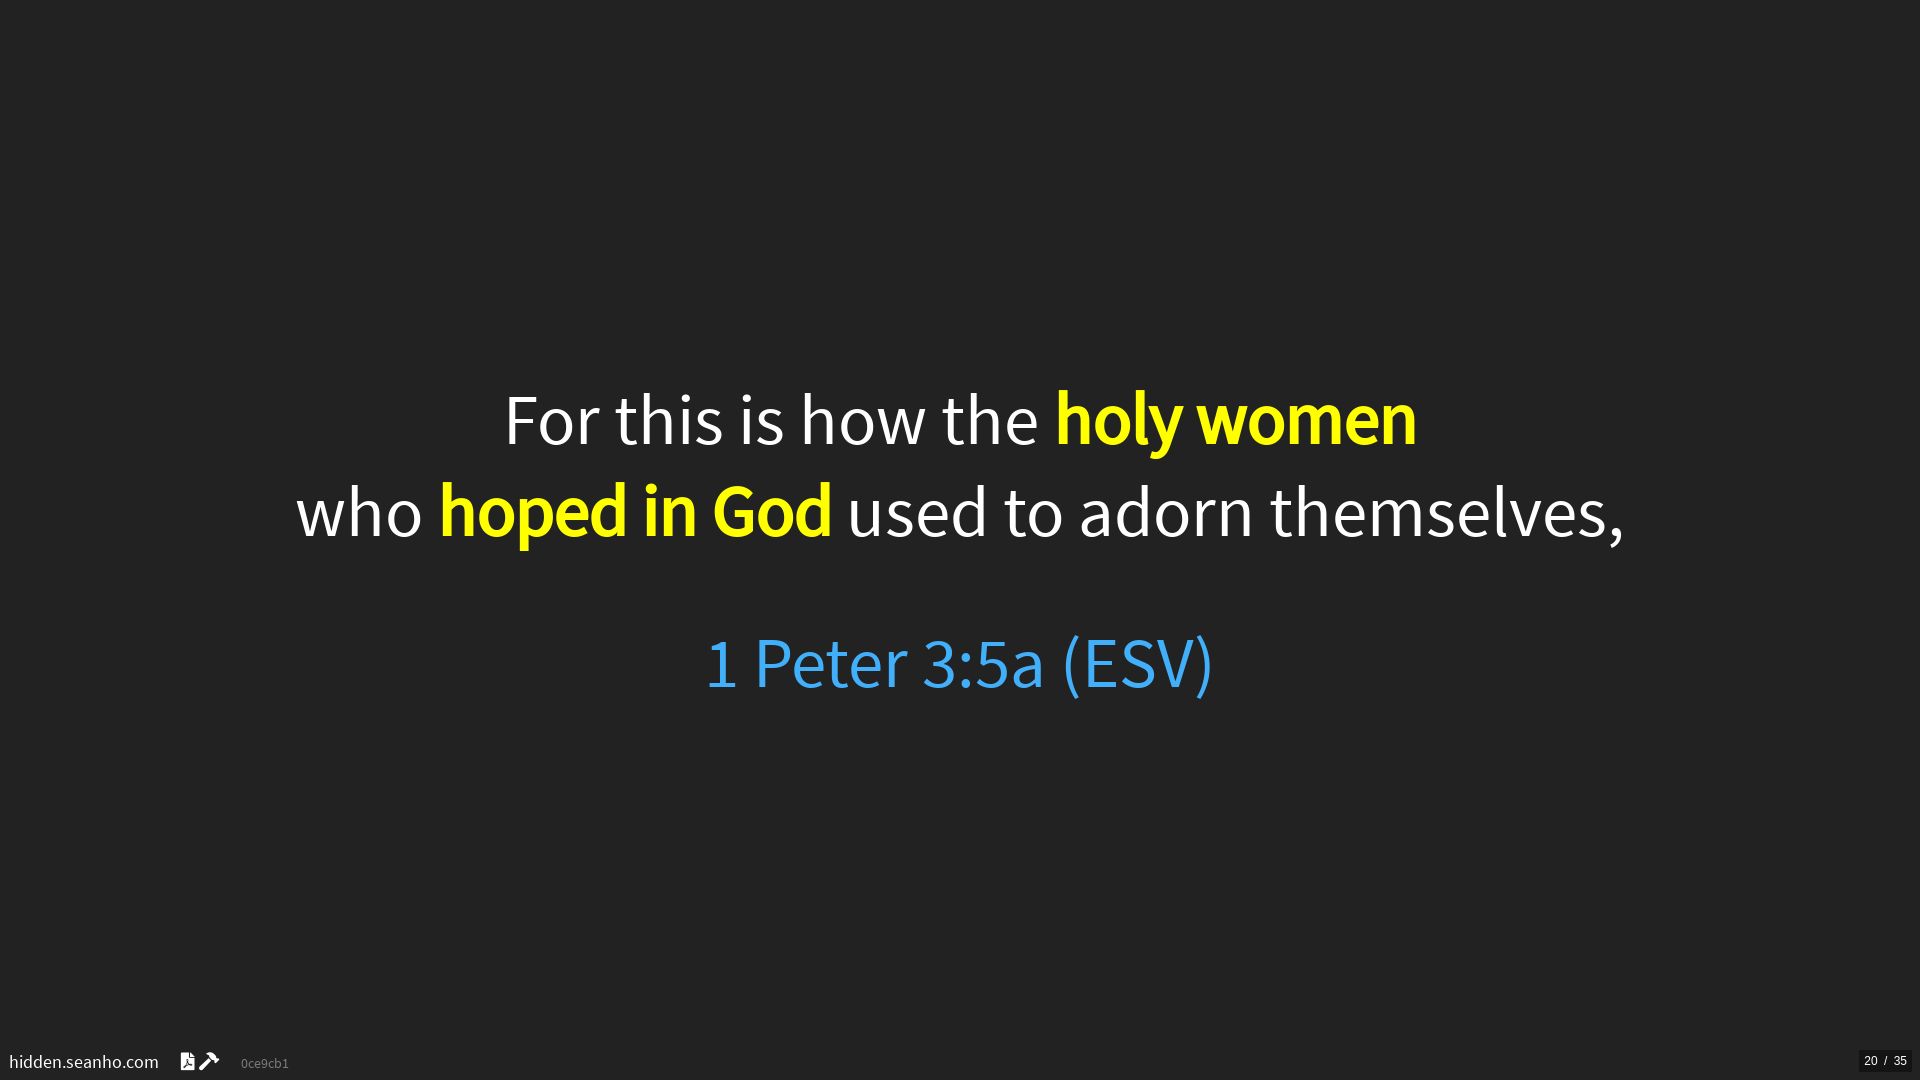 For this is how the holy women
who hoped in God used to adorn themselves,
1 Peter 3:5a (ESV)
hidden.seanho.com 0ce9cb1
20 / 35